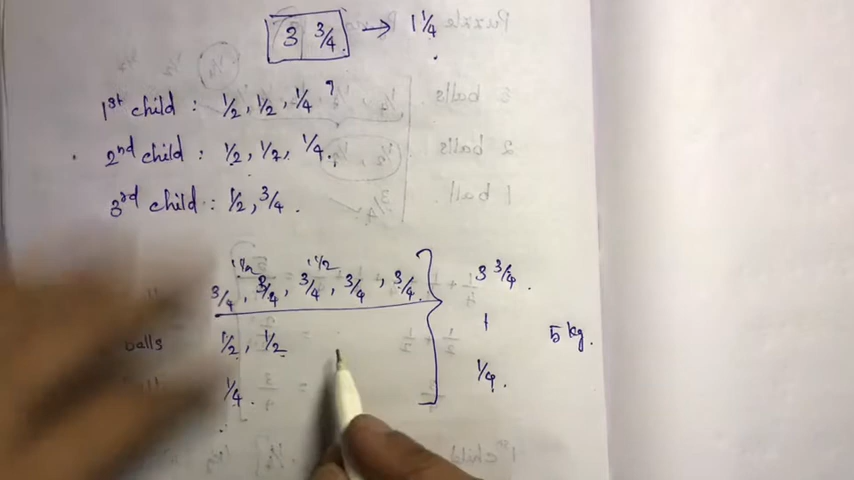 3 3/4 → 1 1/4
1st child : 1/2, 1/2, 1/4
2nd child : 1/2, 1/2, 1/4
3rd child : 1/2, 3/4
1 1/2 1 1/2
3/4, 3/4, 3/4, 3/4, 3/4 3 3/4
balls 1/2, 1/2 1 5 kg
1/4 1/4